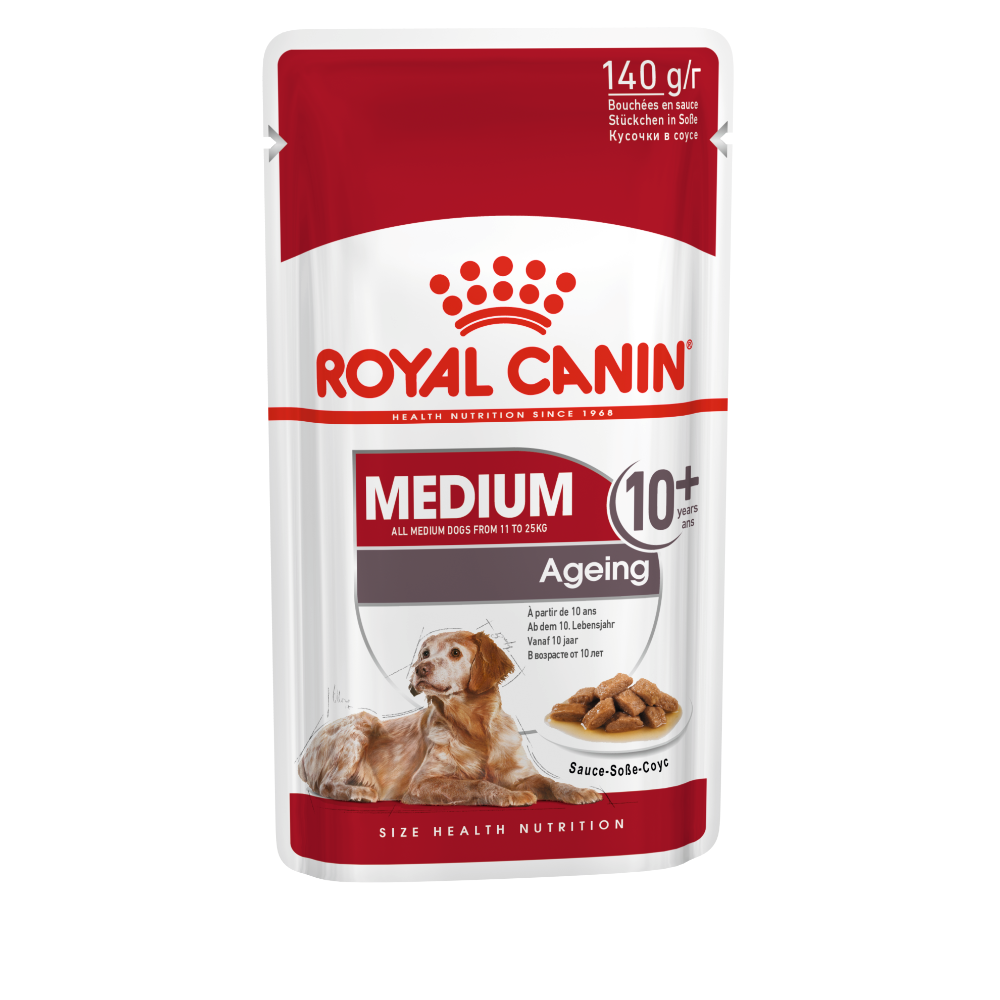 140 g/г
Bouchées en sauce
Stückchen in Soße
Кусочки в соусе
ROYAL CANIN®
HEALTH NUTRITION SINCE 1968
MEDIUM
ALL MEDIUM DOGS FROM 11 TO 25KG
10+
years
ans
Ageing
À partir de 10 ans
Ab dem 10. Lebensjahr
Vanaf 10 jaar
В возрасте от 10 лет
Sauce-Soße-Соус
SIZE HEALTH NUTRITION